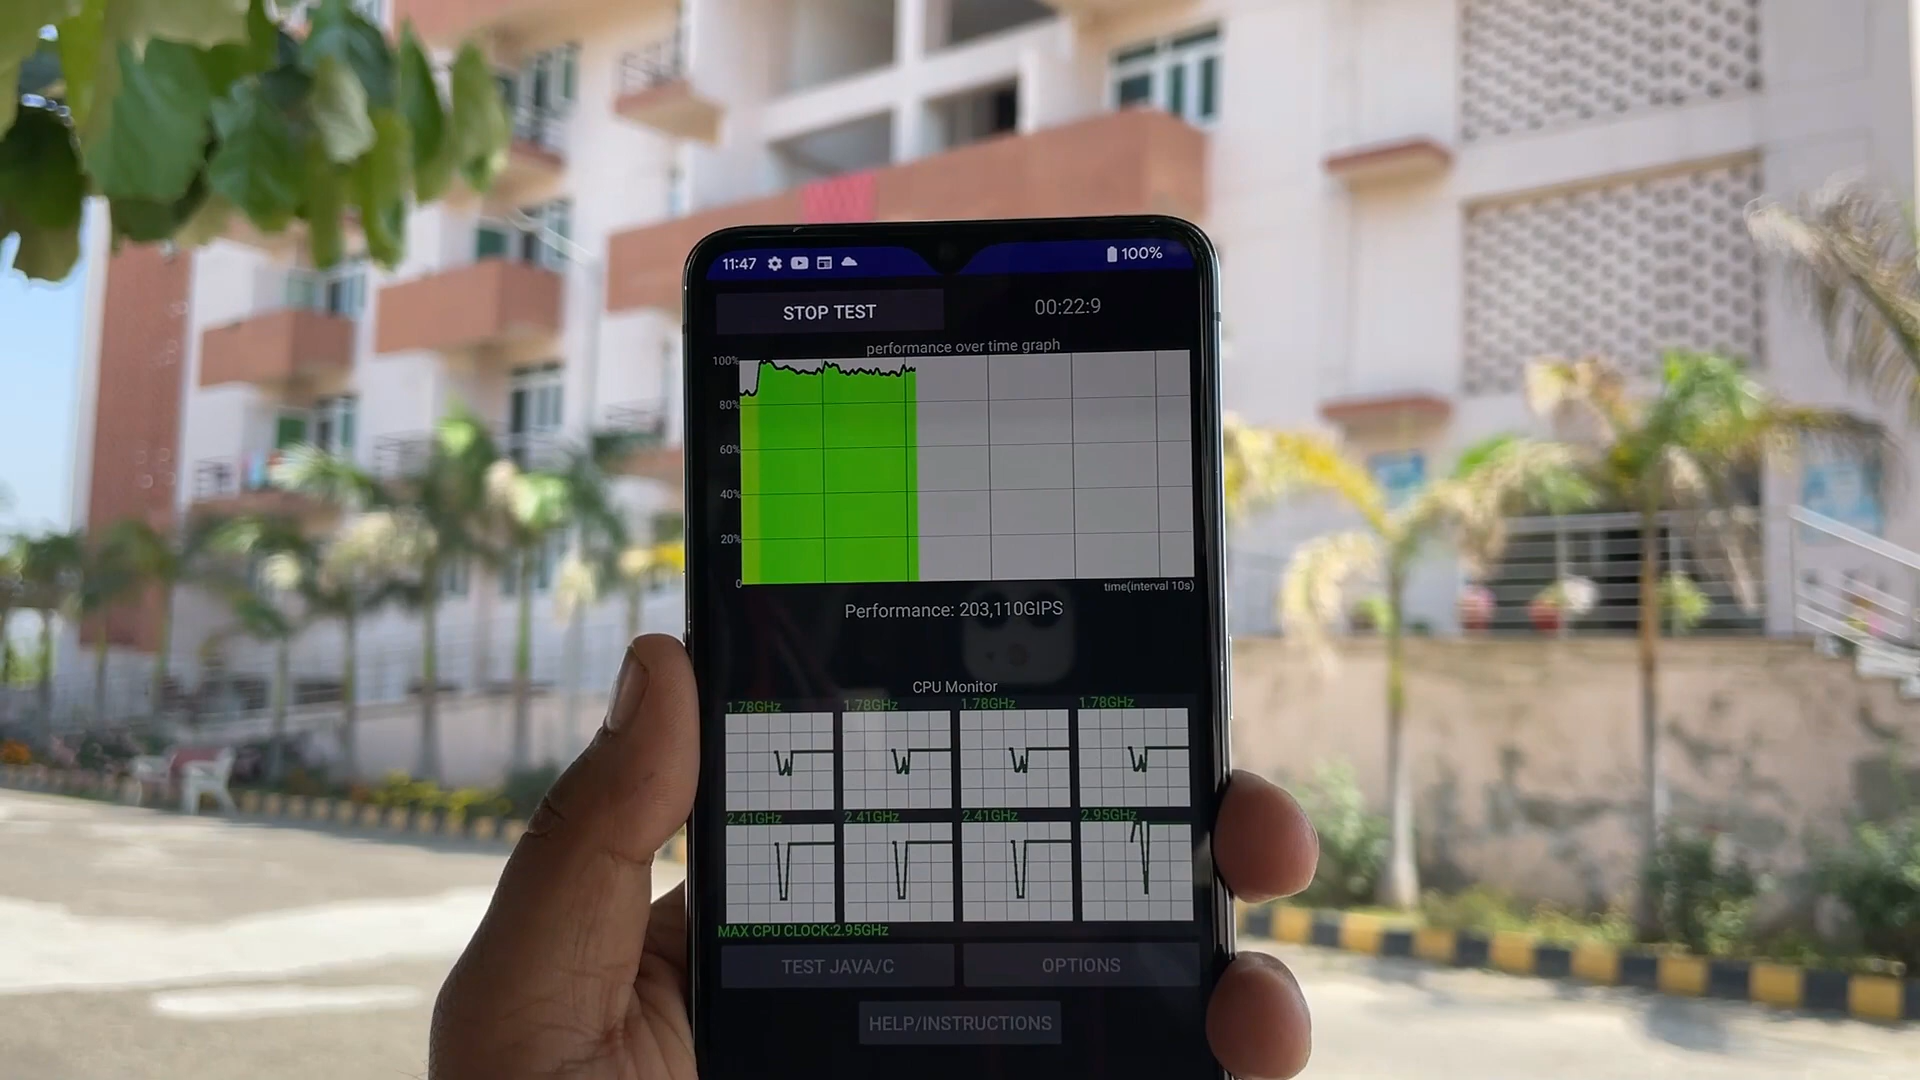 11:47 100%
STOP TEST 00:22:9
performance over time graph
100%
80%
60%
40%
20%
0
time(interval 10s)
Performance: 203,110GIPS
CPU Monitor
1.78GHz 1.78GHz 1.78GHz 1.78GHz
2.41GHz 2.41GHz 2.41GHz 2.95GHz
MAX CPU CLOCK:2.95GHz
TEST JAVA/C OPTIONS
HELP/INSTRUCTIONS